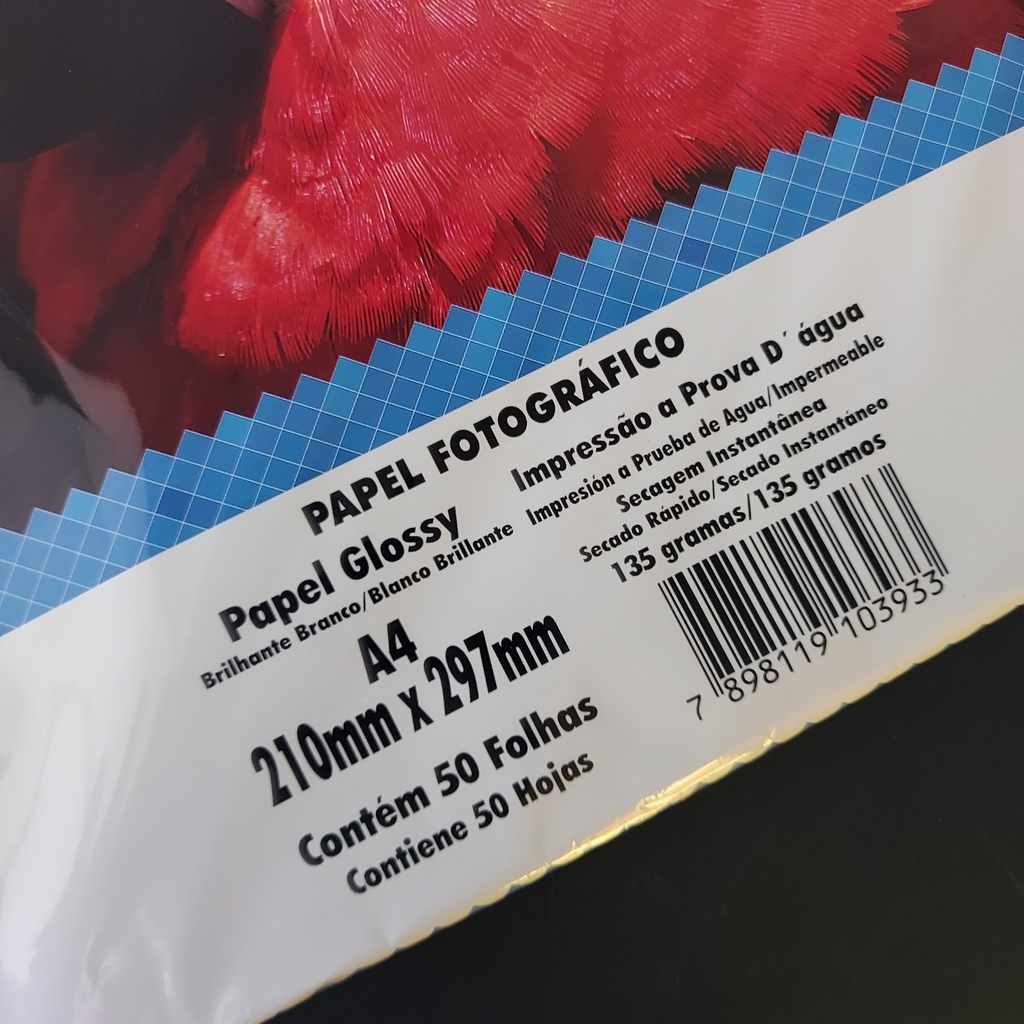 PAPEL FOTOGRÁFICO
Papel Glossy
Brilhante Branco/Blanco Brillante
A4
210mm x 297mm
Contém 50 Folhas
Contiene 50 Hojas
Impressão a Prova D´ água
Impresión a Prueba de Agua/Impermeable
Secagem Instantânea
Secado Rápido/Secado Instantáneo
135 gramas/135 gramos
7 898119 103933